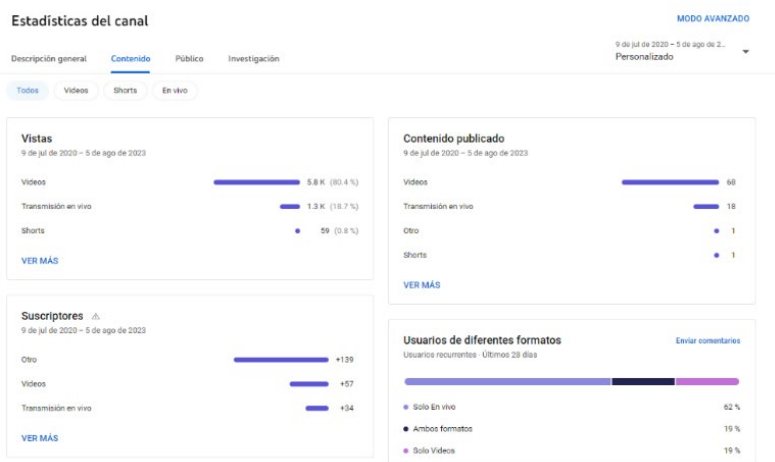 Estadísticas del canal
MODO AVANZADO
9 de jul de 2020 – 5 de ago de 2...
Personalizado
Descripción general
Contenido
Público
Investigación
Todos
Videos
Shorts
En vivo
Vistas
9 de jul de 2020 – 5 de ago de 2023
Videos 5.8 K (80.4 %)
Transmisión en vivo 1.3 K (18.7 %)
Shorts 59 (0.8 %)
VER MÁS
Suscriptores
9 de jul de 2020 – 5 de ago de 2023
Otro +139
Videos +57
Transmisión en vivo +34
VER MÁS
Contenido publicado
9 de jul de 2020 – 5 de ago de 2023
Videos 68
Transmisión en vivo 18
Otro 1
Shorts 1
VER MÁS
Usuarios de diferentes formatos
Enviar comentarios
Usuarios recurrentes · Últimos 28 días
Solo En vivo 62 %
Ambos formatos 19 %
Solo Videos 19 %